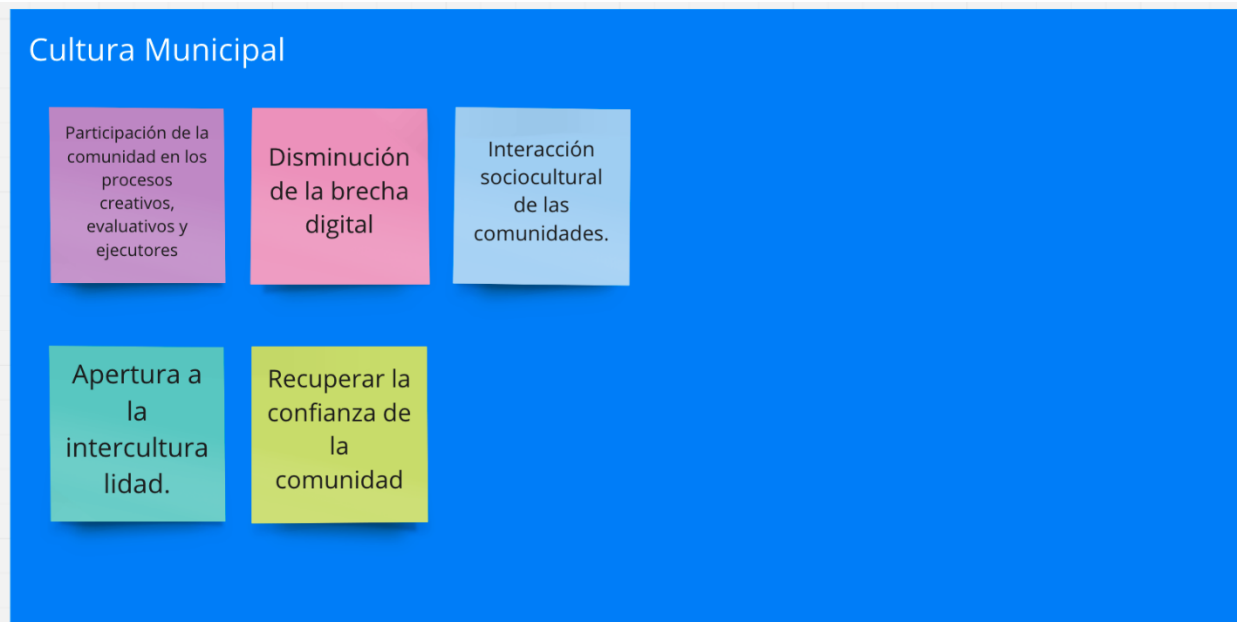 Cultura Municipal
Participación de la
comunidad en los
procesos
creativos,
evaluativos y
ejecutores
Disminución
de la brecha
digital
Interacción
sociocultural
de las
comunidades.
Apertura a
la
intercultura
lidad.
Recuperar la
confianza de
la
comunidad